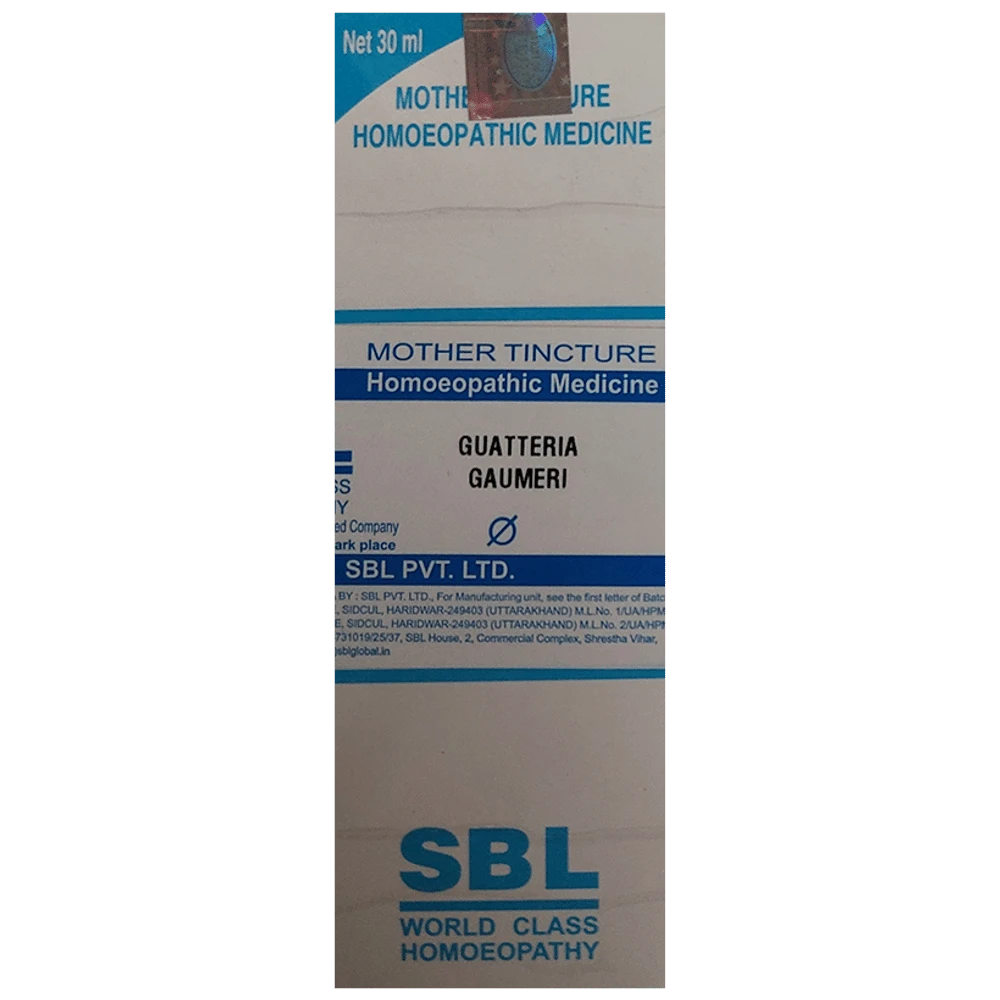 Net 30 ml
HOMOEOPATHIC MEDICINE
MOTHER TINCTURE
Homoeopathic Medicine
GUATTERIA
GAUMERI
Ø
Company
place
SBL PVT. LTD.
BY : SBL PVT. LTD., For Manufacturing unit, see the first letter of
SIDCUL, HARIDWAR-249403 (UTTARAKHAND) M.L.No. 1/UA/HPM
SIDCUL, HARIDWAR-249403 (UTTARAKHAND) M.L.No. 2/UA/
731019/25/37, SBL House, 2, Commercial Complex, Shrestha Vihar,
sblglobal.in
SBL
WORLD CLASS
HOMOEOPATHY